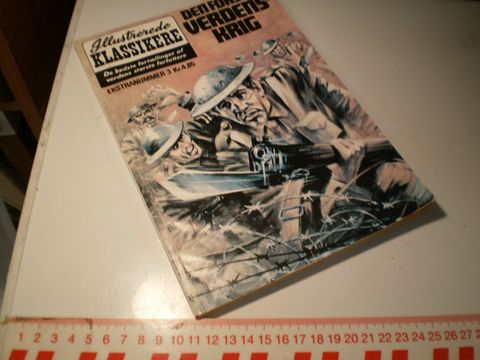 Illustrerede
KLASSIKERE
De bedste fortællinger af
verdens største forfattere
EKSTRANUMMER 3 Kr.4,85
DEN
VERDENS
KRIG
1 2 3 4 5 6 7 8 9 10 11 12 13 14 15 16 17 18 19 20 21 22 23 24 25 26 27